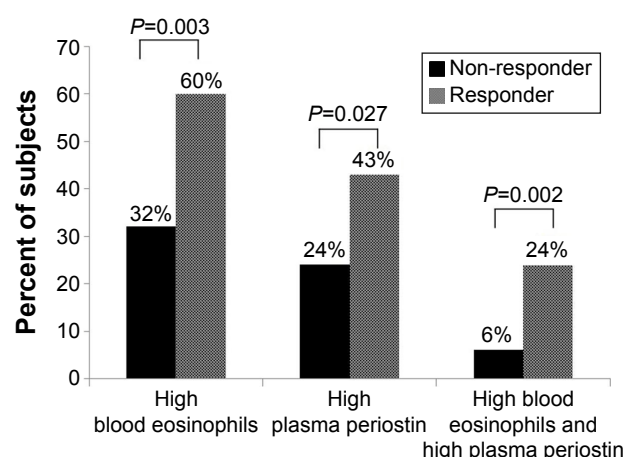 P=0.003
70
60%
Non-responder
Responder
60
P=0.027
50
43%
P=0.002
40
32%
30
24%
24%
20
10
6%
0
Percent of subjects
High
blood eosinophils
High
plasma periostin
High blood
eosinophils and
high plasma periostin